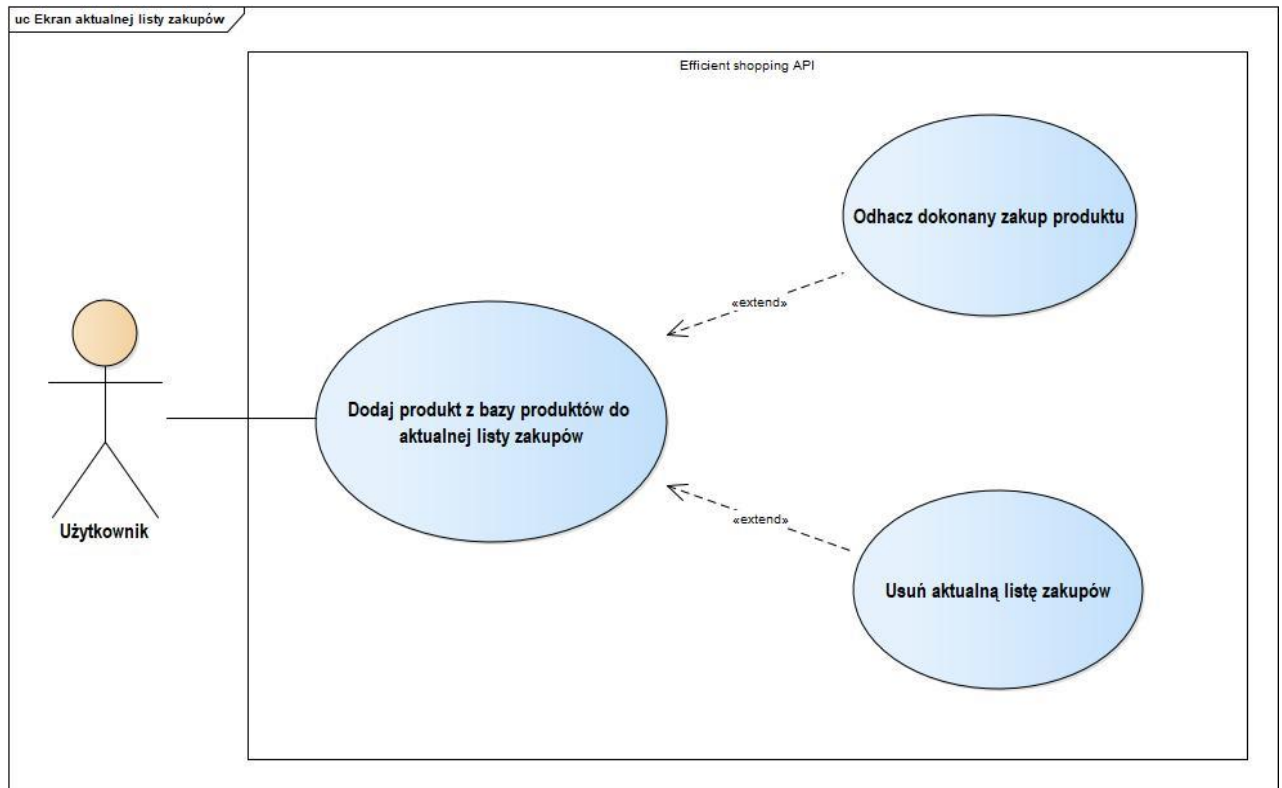 uc Ekran aktualnej listy zakupów
Efficient shopping API
Odhacz dokonany zakup produktu
«extend»
Dodaj produkt z bazy produktów do
aktualnej listy zakupów
«extend»
Użytkownik
Usuń aktualną listę zakupów